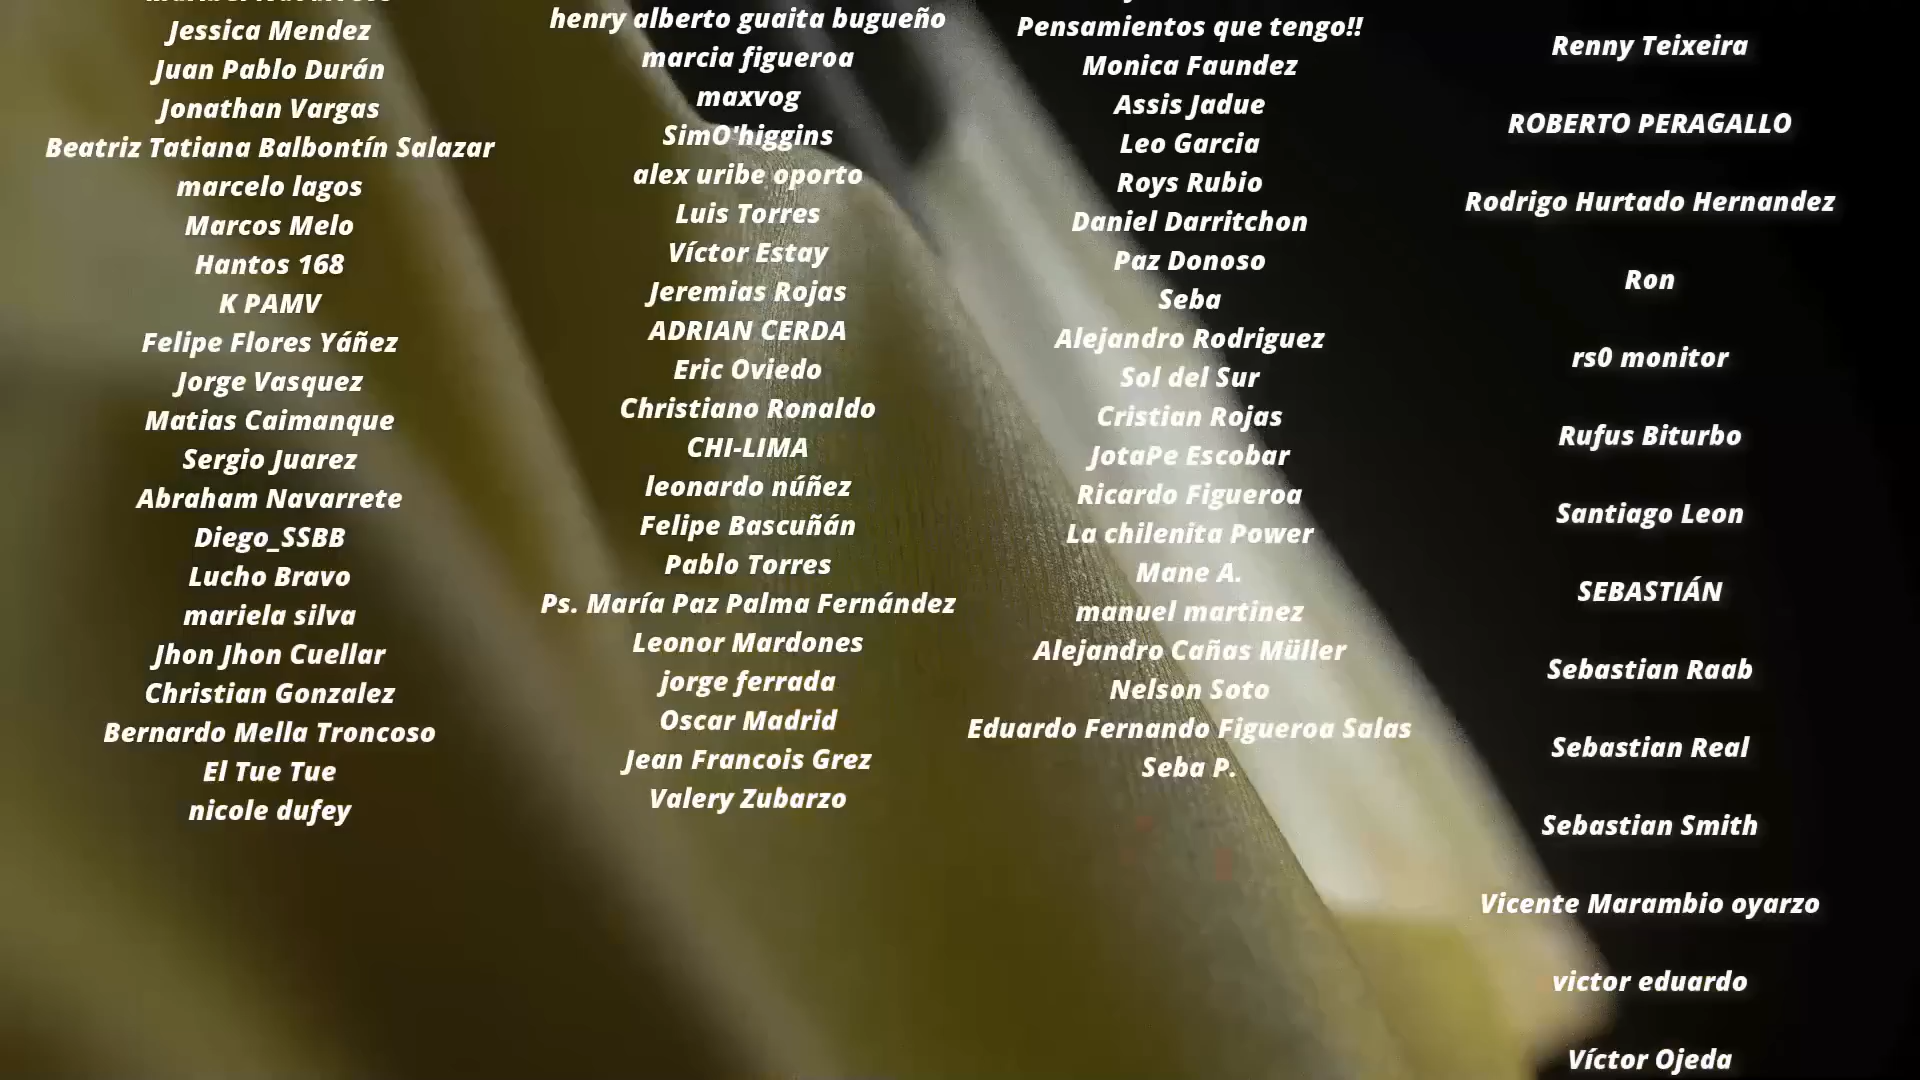 Jessica Mendez
Juan Pablo Durán
Jonathan Vargas
Beatriz Tatiana Balbontín Salazar
marcelo lagos
Marcos Melo
Hantos 168
K PAMV
Felipe Flores Yáñez
Jorge Vasquez
Matias Caimanque
Sergio Juarez
Abraham Navarrete
Diego_SSBB
Lucho Bravo
mariela silva
Jhon Jhon Cuellar
Christian Gonzalez
Bernardo Mella Troncoso
El Tue Tue
nicole dufey
henry alberto guaita bugueño
marcia figueroa
maxvog
SimO'higgins
alex uribe oporto
Luis Torres
Víctor Estay
Jeremias Rojas
ADRIAN CERDA
Eric Oviedo
Christiano Ronaldo
CHI-LIMA
leonardo núñez
Felipe Bascuñán
Pablo Torres
Ps. María Paz Palma Fernández
Leonor Mardones
jorge ferrada
Oscar Madrid
Jean Francois Grez
Valery Zubarzo
Pensamientos que tengo!!
Monica Faundez
Assis Jadue
Leo Garcia
Roys Rubio
Daniel Darritchon
Paz Donoso
Seba
Alejandro Rodriguez
Sol del Sur
Cristian Rojas
JotaPe Escobar
Ricardo Figueroa
La chilenita Power
Mane A.
manuel martinez
Alejandro Cañas Müller
Nelson Soto
Eduardo Fernando Figueroa Salas
Seba P.
Renny Teixeira
ROBERTO PERAGALLO
Rodrigo Hurtado Hernandez
Ron
rs0 monitor
Rufus Biturbo
Santiago Leon
SEBASTIÁN
Sebastian Raab
Sebastian Real
Sebastian Smith
Vicente Marambio oyarzo
victor eduardo
Víctor Ojeda